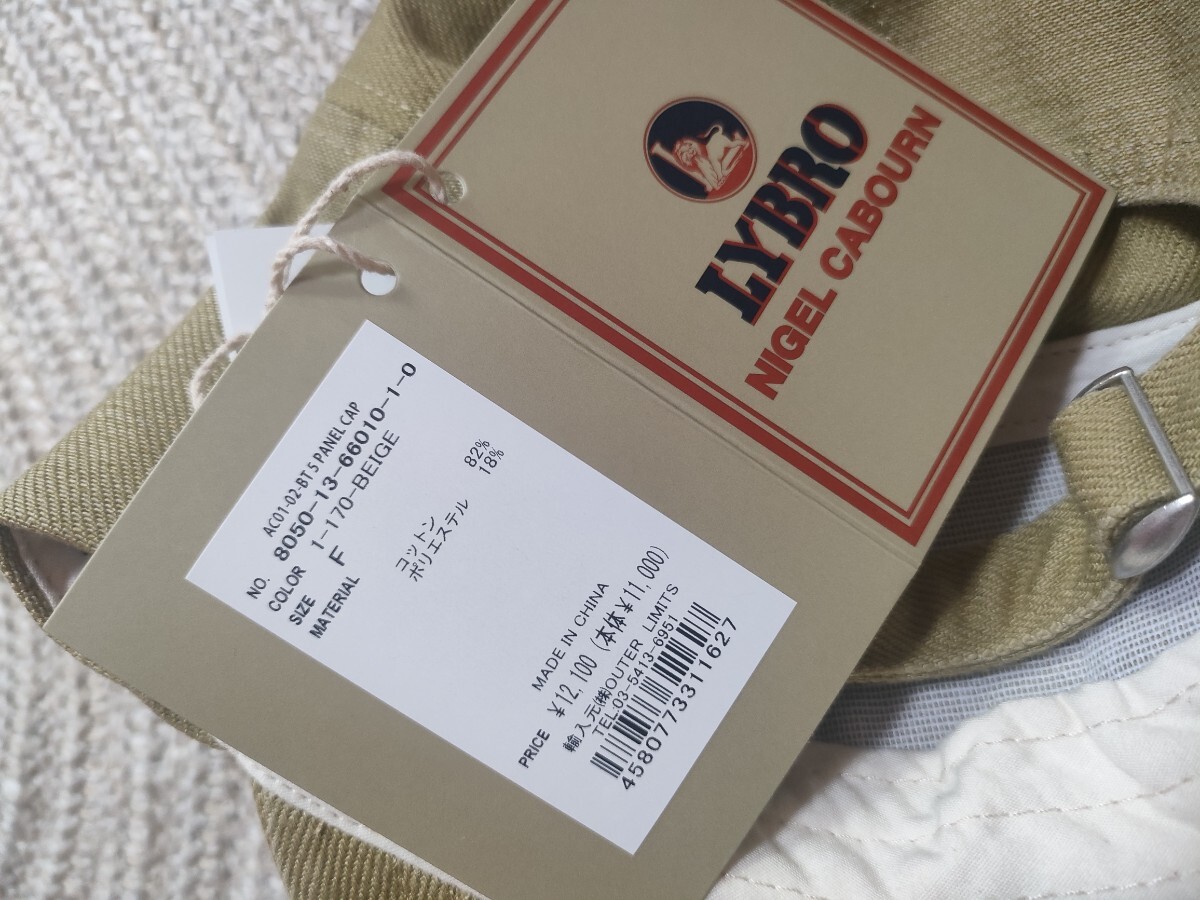 LYBRO
NIGEL CABOURN
AC01-02-BT 5 PANEL CAP
NO. 8050-13-66010-1-0
COLOR 1-170-BEIGE
SIZE F
MATERIAL
コットン 82%
ポリエステル 18%
MADE IN CHINA
PRICE ¥12,100 (本体¥11,000)
輸入元㈱OUTER LIMITS
TEL:03-5413-6951
4580773311627